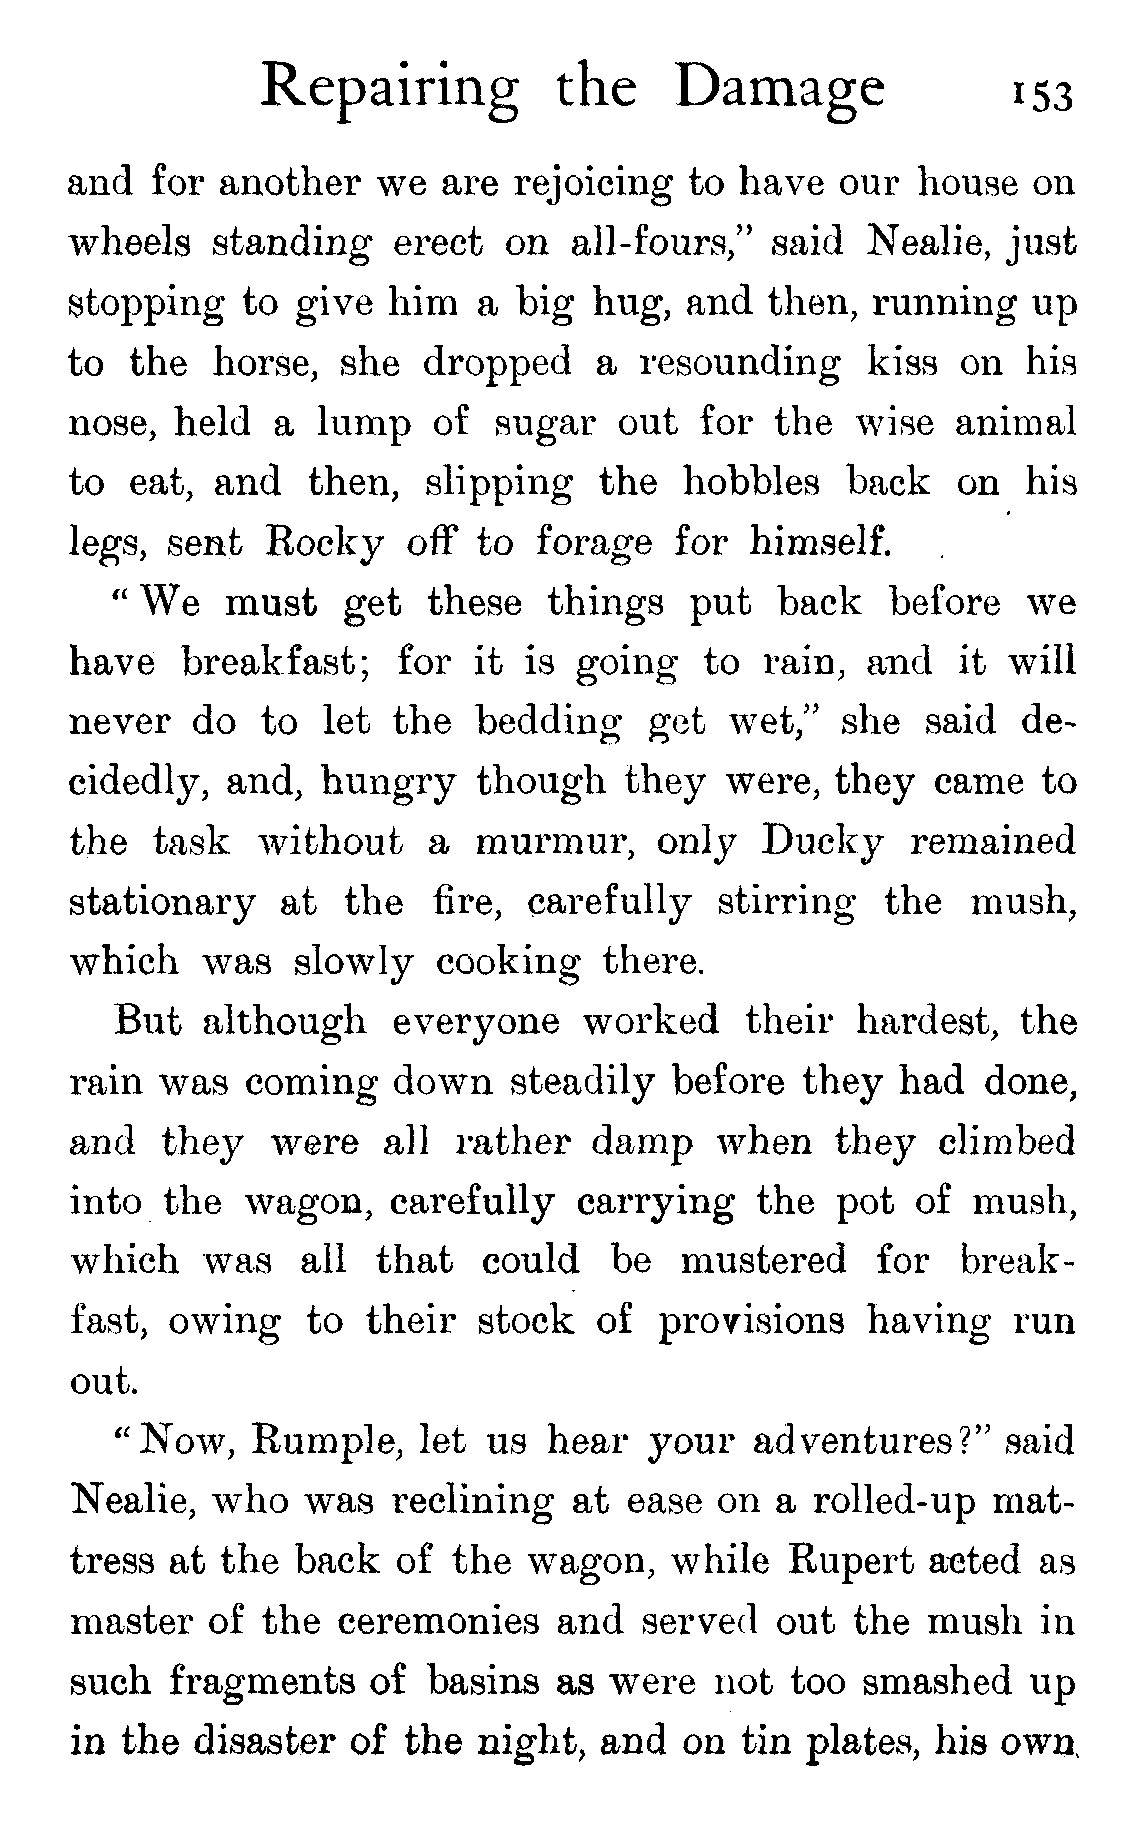 Repairing the Damage 153
and for another we are rejoicing to have our house on
wheels standing erect on all-fours,” said Nealie, just
stopping to give him a big hug, and then, running up
to the horse, she dropped a resounding kiss on his
nose, held a lump of sugar out for the wise animal
to eat, and then, slipping the hobbles back on his
legs, sent Rocky off to forage for himself.
“We must get these things put back before we
have breakfast; for it is going to rain, and it will
never do to let the bedding get wet,” she said de-
cidedly, and, hungry though they were, they came to
the task without a murmur, only Ducky remained
stationary at the fire, carefully stirring the mush,
which was slowly cooking there.
But although everyone worked their hardest, the
rain was coming down steadily before they had done,
and they were all rather damp when they climbed
into the wagon, carefully carrying the pot of mush,
which was all that could be mustered for break-
fast, owing to their stock of provisions having run
out.
“Now, Rumple, let us hear your adventures?” said
Nealie, who was reclining at ease on a rolled-up mat-
tress at the back of the wagon, while Rupert acted as
master of the ceremonies and served out the mush in
such fragments of basins as were not too smashed up
in the disaster of the night, and on tin plates, his own